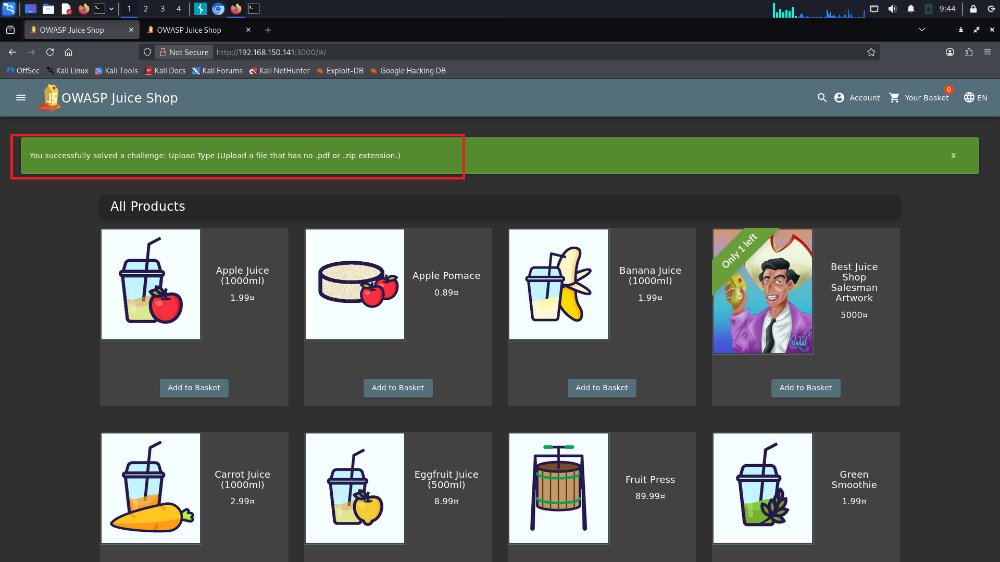 1 2 3 4 9:44
OWASP Juice Shop OWASP Juice Shop
Not Secure http://192.168.150.141:3000/#/
OffSec Kali Linux Kali Tools Kali Docs Kali Forums Kali NetHunter Exploit-DB Google Hacking DB
JS OWASP Juice Shop Account Your Basket 0 EN
You successfully solved a challenge: Upload Type (Upload a file that has no .pdf or .zip extension.) X
All Products
Apple Juice
(1000ml)
1.99¤
Add to Basket
Apple Pomace
0.89¤
Add to Basket
Banana Juice
(1000ml)
1.99¤
Add to Basket
Only 1 left
Best Juice
Shop
Salesman
Artwork
5000¤
Add to Basket
Carrot Juice
(1000ml)
2.99¤
Eggfruit Juice
(500ml)
8.99¤
Fruit Press
89.99¤
Green
Smoothie
1.99¤